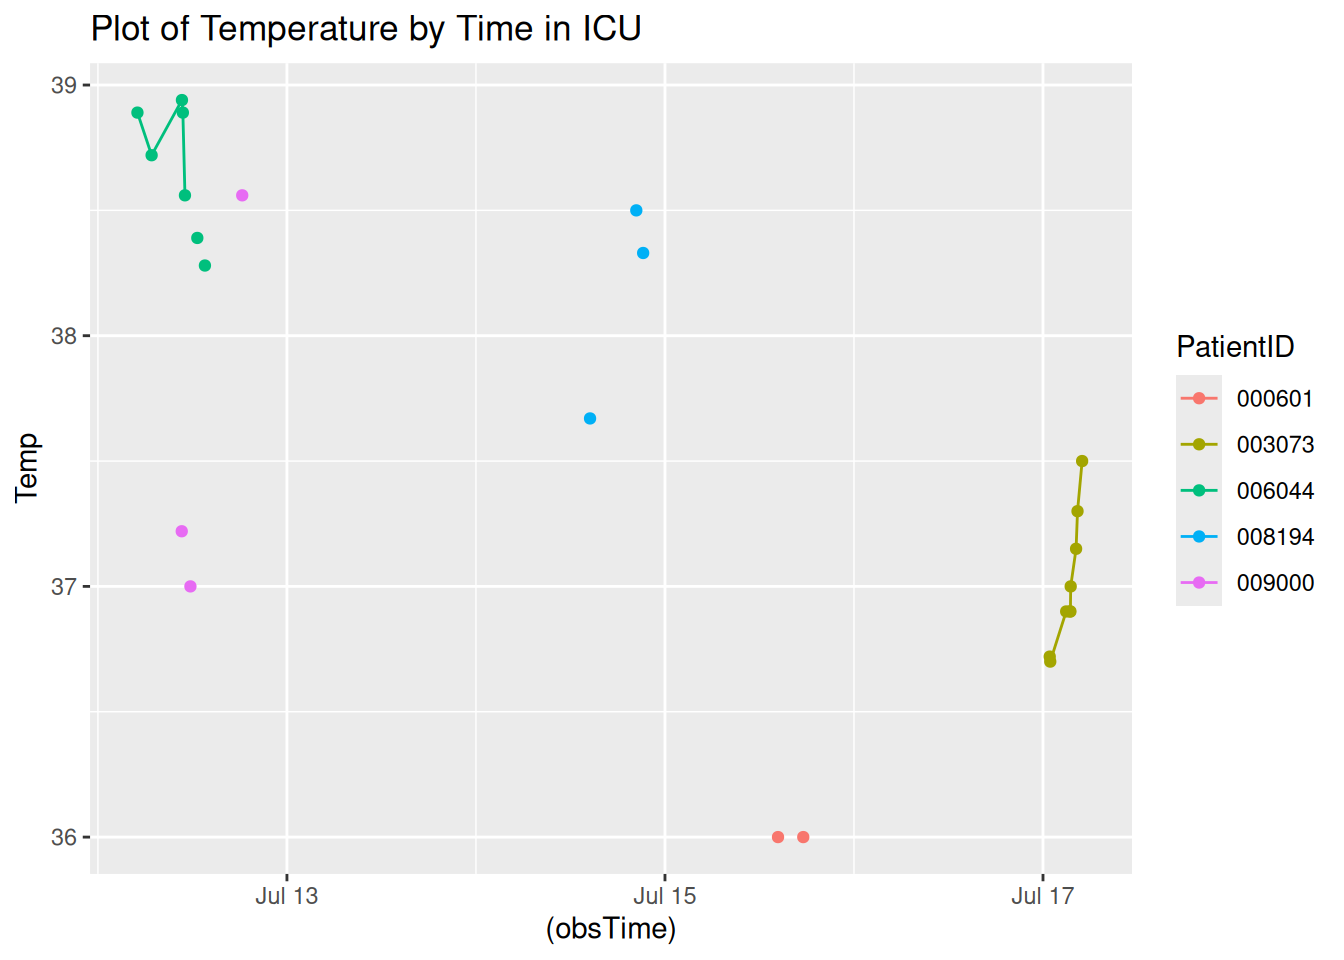 Plot of Temperature by Time in ICU
39
38
37
36
Temp
Jul 13
Jul 15
Jul 17
(obsTime)
PatientID
000601
003073
006044
008194
009000